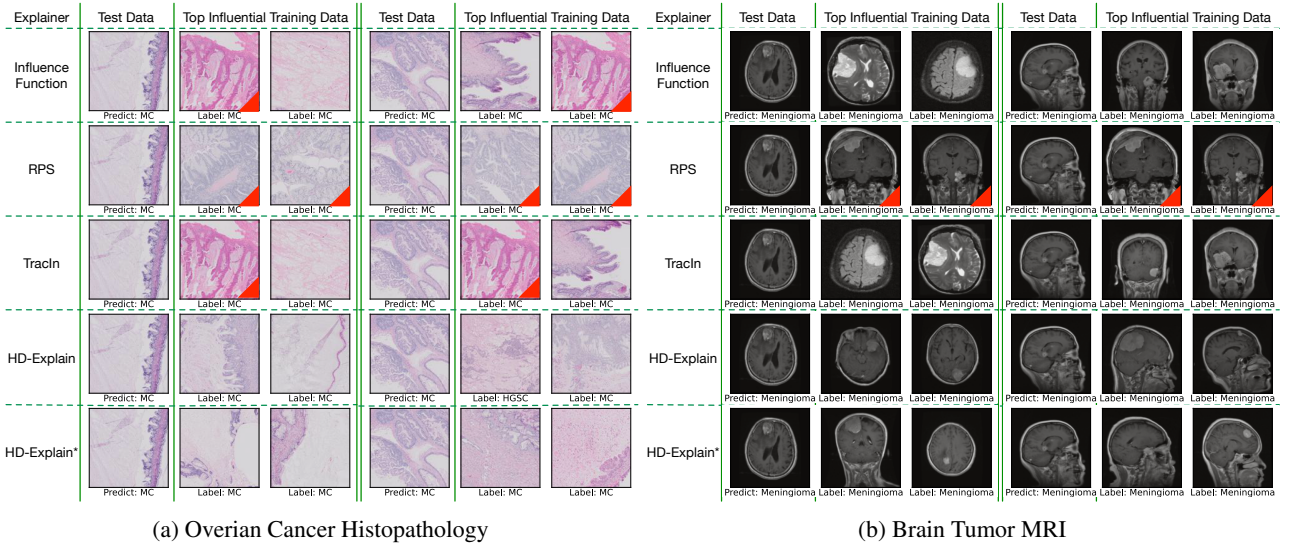 Explainer Test Data Top Influential Training Data Test Data Top Influential Training Data Explainer Test Data Top Influential Training Data Test Data Top Influential Training Data
Influence
Function
Influence
Function
Predict: MC Label: MC Label: MC Predict: MC Label: MC Label: MC Predict: Meningioma Label: Meningioma Label: Meningioma Predict: Meningioma Label: Meningioma Label: Meningioma
RPS RPS
Predict: MC Label: MC Label: MC Predict: MC Label: MC Label: MC Predict: Meningioma Label: Meningioma Label: Meningioma Predict: Meningioma Label: Meningioma Label: Meningioma
TracIn TracIn
Predict: MC Label: MC Label: MC Predict: MC Label: MC Label: MC Predict: Meningioma Label: Meningioma Label: Meningioma Predict: Meningioma Label: Meningioma Label: Meningioma
HD-Explain HD-Explain
Predict: MC Label: MC Label: MC Predict: MC Label: HGSC Label: MC Predict: Meningioma Label: Meningioma Label: Meningioma Predict: Meningioma Label: Meningioma Label: Meningioma
HD-Explain* HD-Explain*
Predict: MC Label: MC Label: MC Predict: MC Label: MC Label: MC Predict: Meningioma Label: Meningioma Label: Meningioma Predict: Meningioma Label: Meningioma Label: Meningioma
(a) Overian Cancer Histopathology (b) Brain Tumor MRI